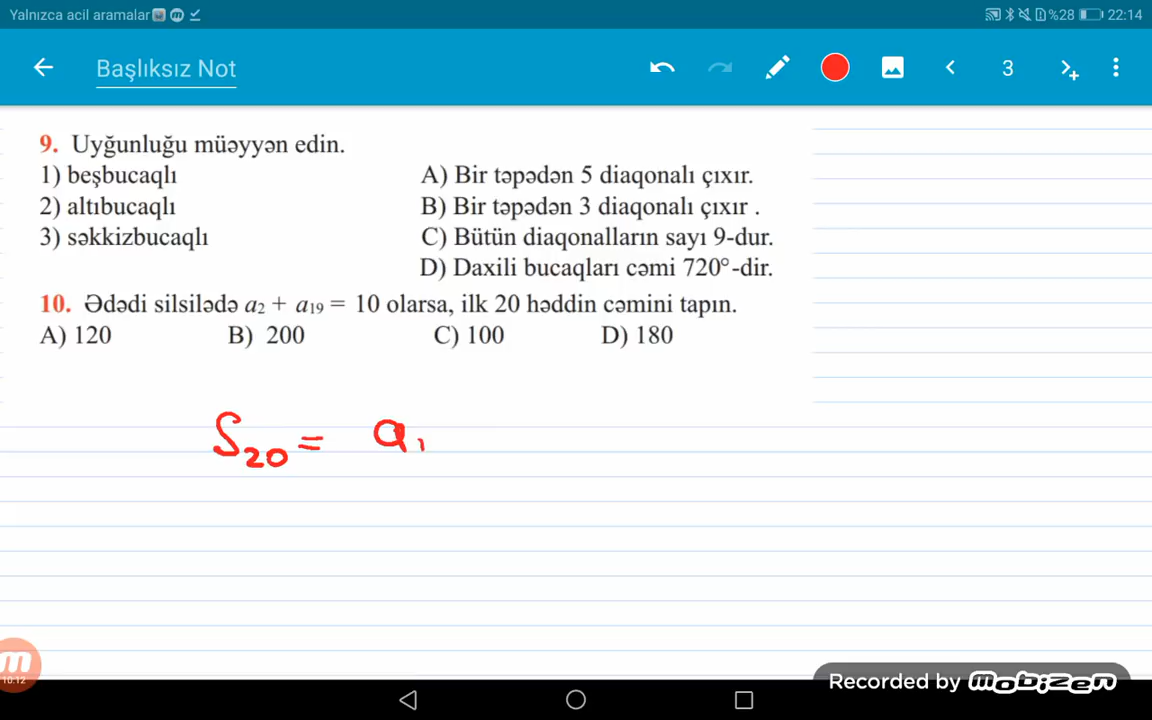 Yalnızca acil aramalar
%28 22:14
Başlıksız Not
3
9. Uyğunluğu müəyyən edin.
1) beşbucaqlı A) Bir təpədən 5 diaqonalı çıxır.
2) altıbucaqlı B) Bir təpədən 3 diaqonalı çıxır .
3) səkkizbucaqlı C) Bütün diaqonalların sayı 9-dur.
D) Daxili bucaqları cəmi 720°-dir.
10. Ədədi silsilədə a₂ + a₁₉ = 10 olarsa, ilk 20 həddin cəmini tapın.
A) 120 B) 200 C) 100 D) 180
S₂₀ = a₁
10:12
Recorded by mobizen